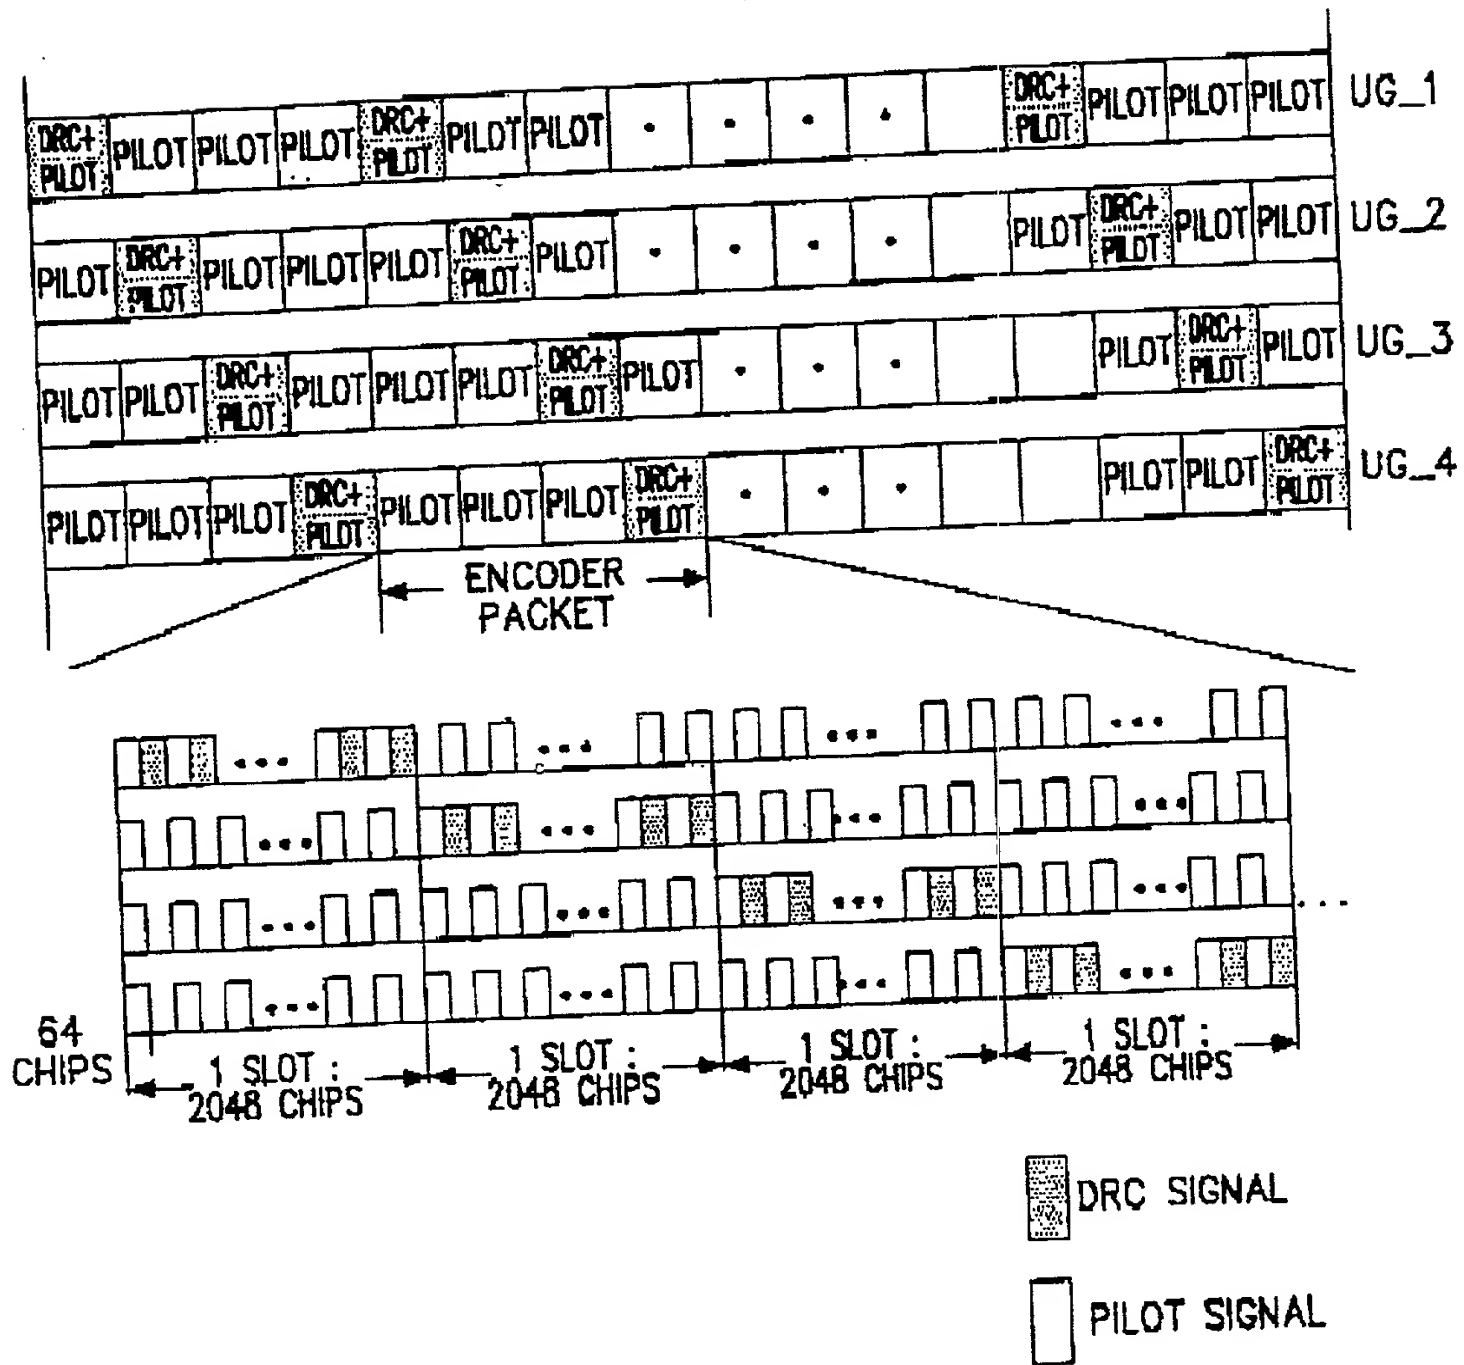 DRC+ PILOT PILOT PILOT PILOT DRC+ PILOT PILOT PILOT • • • • DRC+ PILOT PILOT PILOT PILOT UG_1
PILOT DRC+ PILOT PILOT PILOT PILOT DRC+ PILOT PILOT • • • • PILOT DRC+ PILOT PILOT PILOT UG_2
PILOT PILOT DRC+ PILOT PILOT PILOT PILOT DRC+ PILOT PILOT • • • PILOT DRC+ PILOT PILOT UG_3
PILOT PILOT PILOT DRC+ PILOT PILOT PILOT PILOT DRC+ PILOT • • • PILOT PILOT DRC+ PILOT UG_4
ENCODER
PACKET
64
CHIPS
1 SLOT :
2048 CHIPS
1 SLOT :
2048 CHIPS
1 SLOT :
2048 CHIPS
1 SLOT :
2048 CHIPS
DRC SIGNAL
PILOT SIGNAL